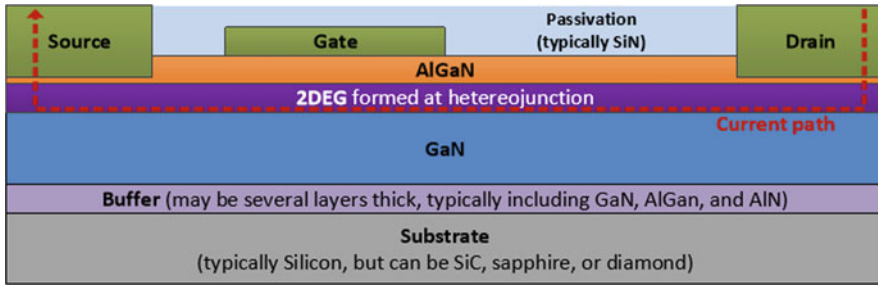 Source
Gate
Passivation
(typically SiN)
Drain
AlGaN
2DEG formed at hetereojunction
Current path
GaN
Buffer (may be several layers thick, typically including GaN, AlGan, and AlN)
Substrate
(typically Silicon, but can be SiC, sapphire, or diamond)